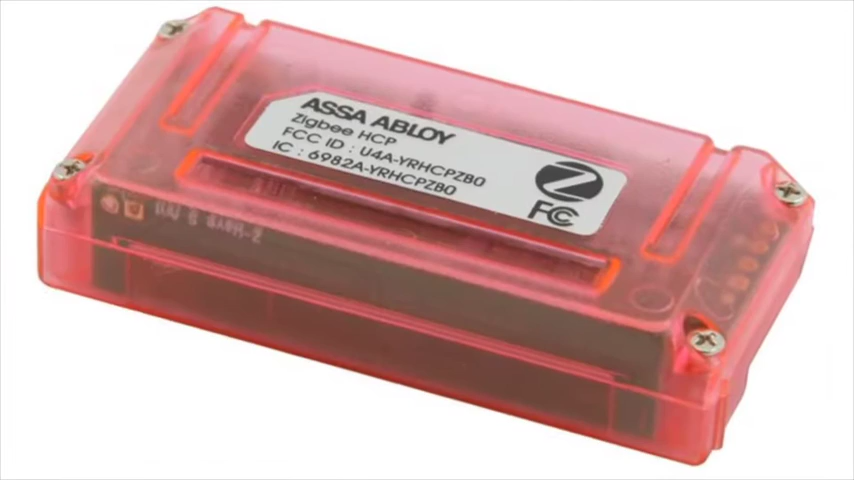 ASSA ABLOY
Zigbee HCP
FCC ID : U4A-YRHCPZB0
IC : 6982A-YRHCPZB0
FC